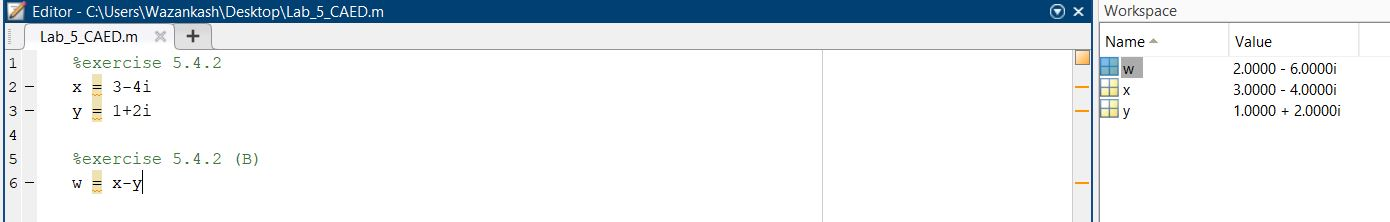 Editor - C:\Users\Wazankash\Desktop\Lab_5_CAED.m
Lab_5_CAED.m
1 %exercise 5.4.2
2 - x = 3-4i
3 - y = 1+2i
4
5 %exercise 5.4.2 (B)
6 - w = x-y
Workspace
Name Value
w 2.0000 - 6.0000i
x 3.0000 - 4.0000i
y 1.0000 + 2.0000i